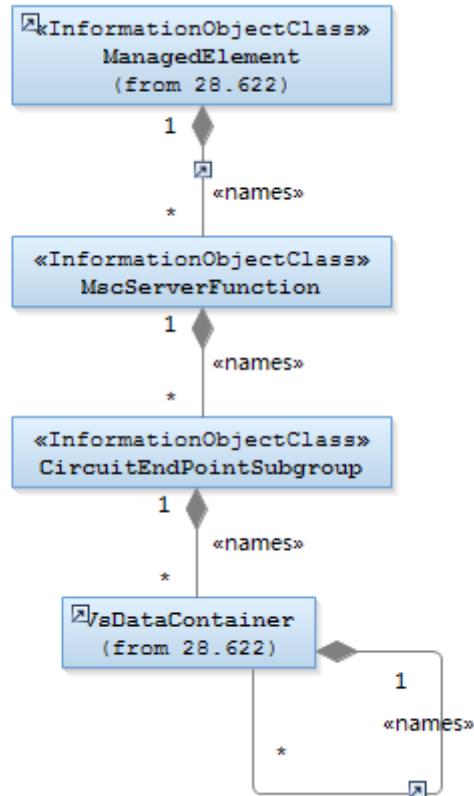 «InformationObjectClass»
ManagedElement
(from 28.622)
1
«names»
*
«InformationObjectClass»
MscServerFunction
1
«names»
*
«InformationObjectClass»
CircuitEndPointSubgroup
1
«names»
*
VsDataContainer
(from 28.622)
1
«names»
*